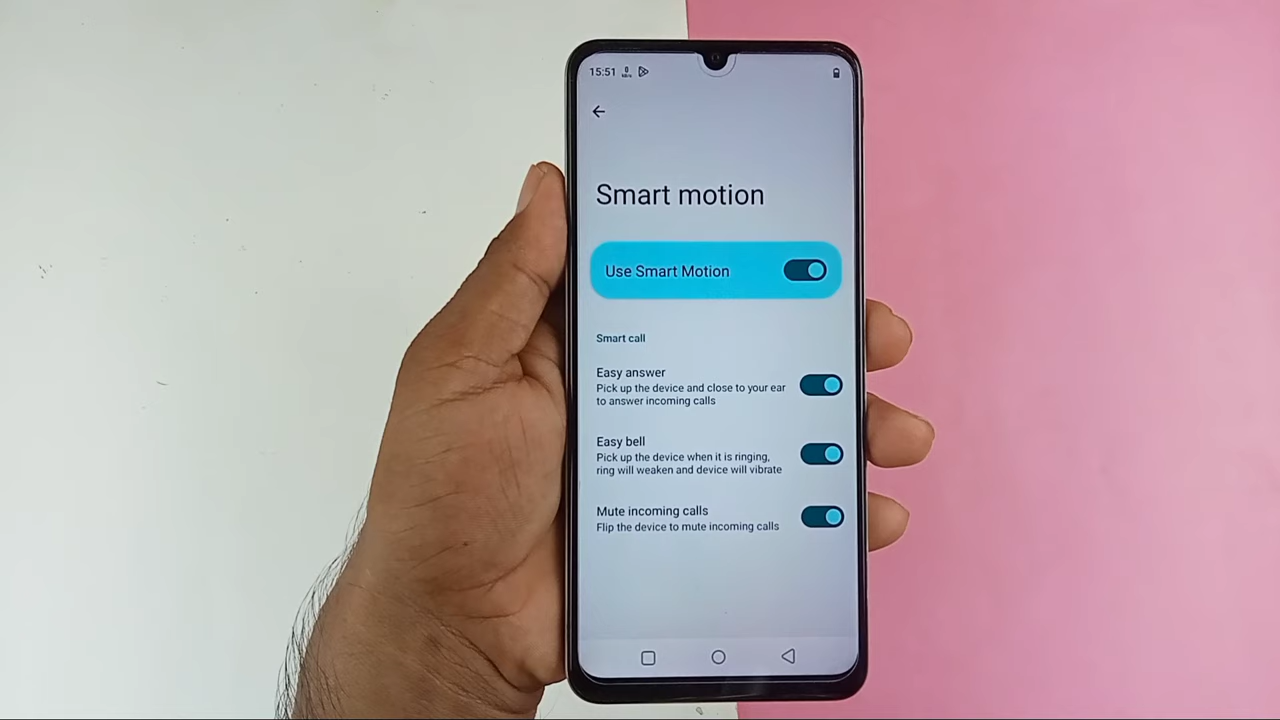 15:51 0
Smart motion
Use Smart Motion
Smart call
Easy answer
Pick up the device and close to your ear
to answer incoming calls
Easy bell
Pick up the device when it is ringing,
ring will weaken and device will vibrate
Mute incoming calls
Flip the device to mute incoming calls